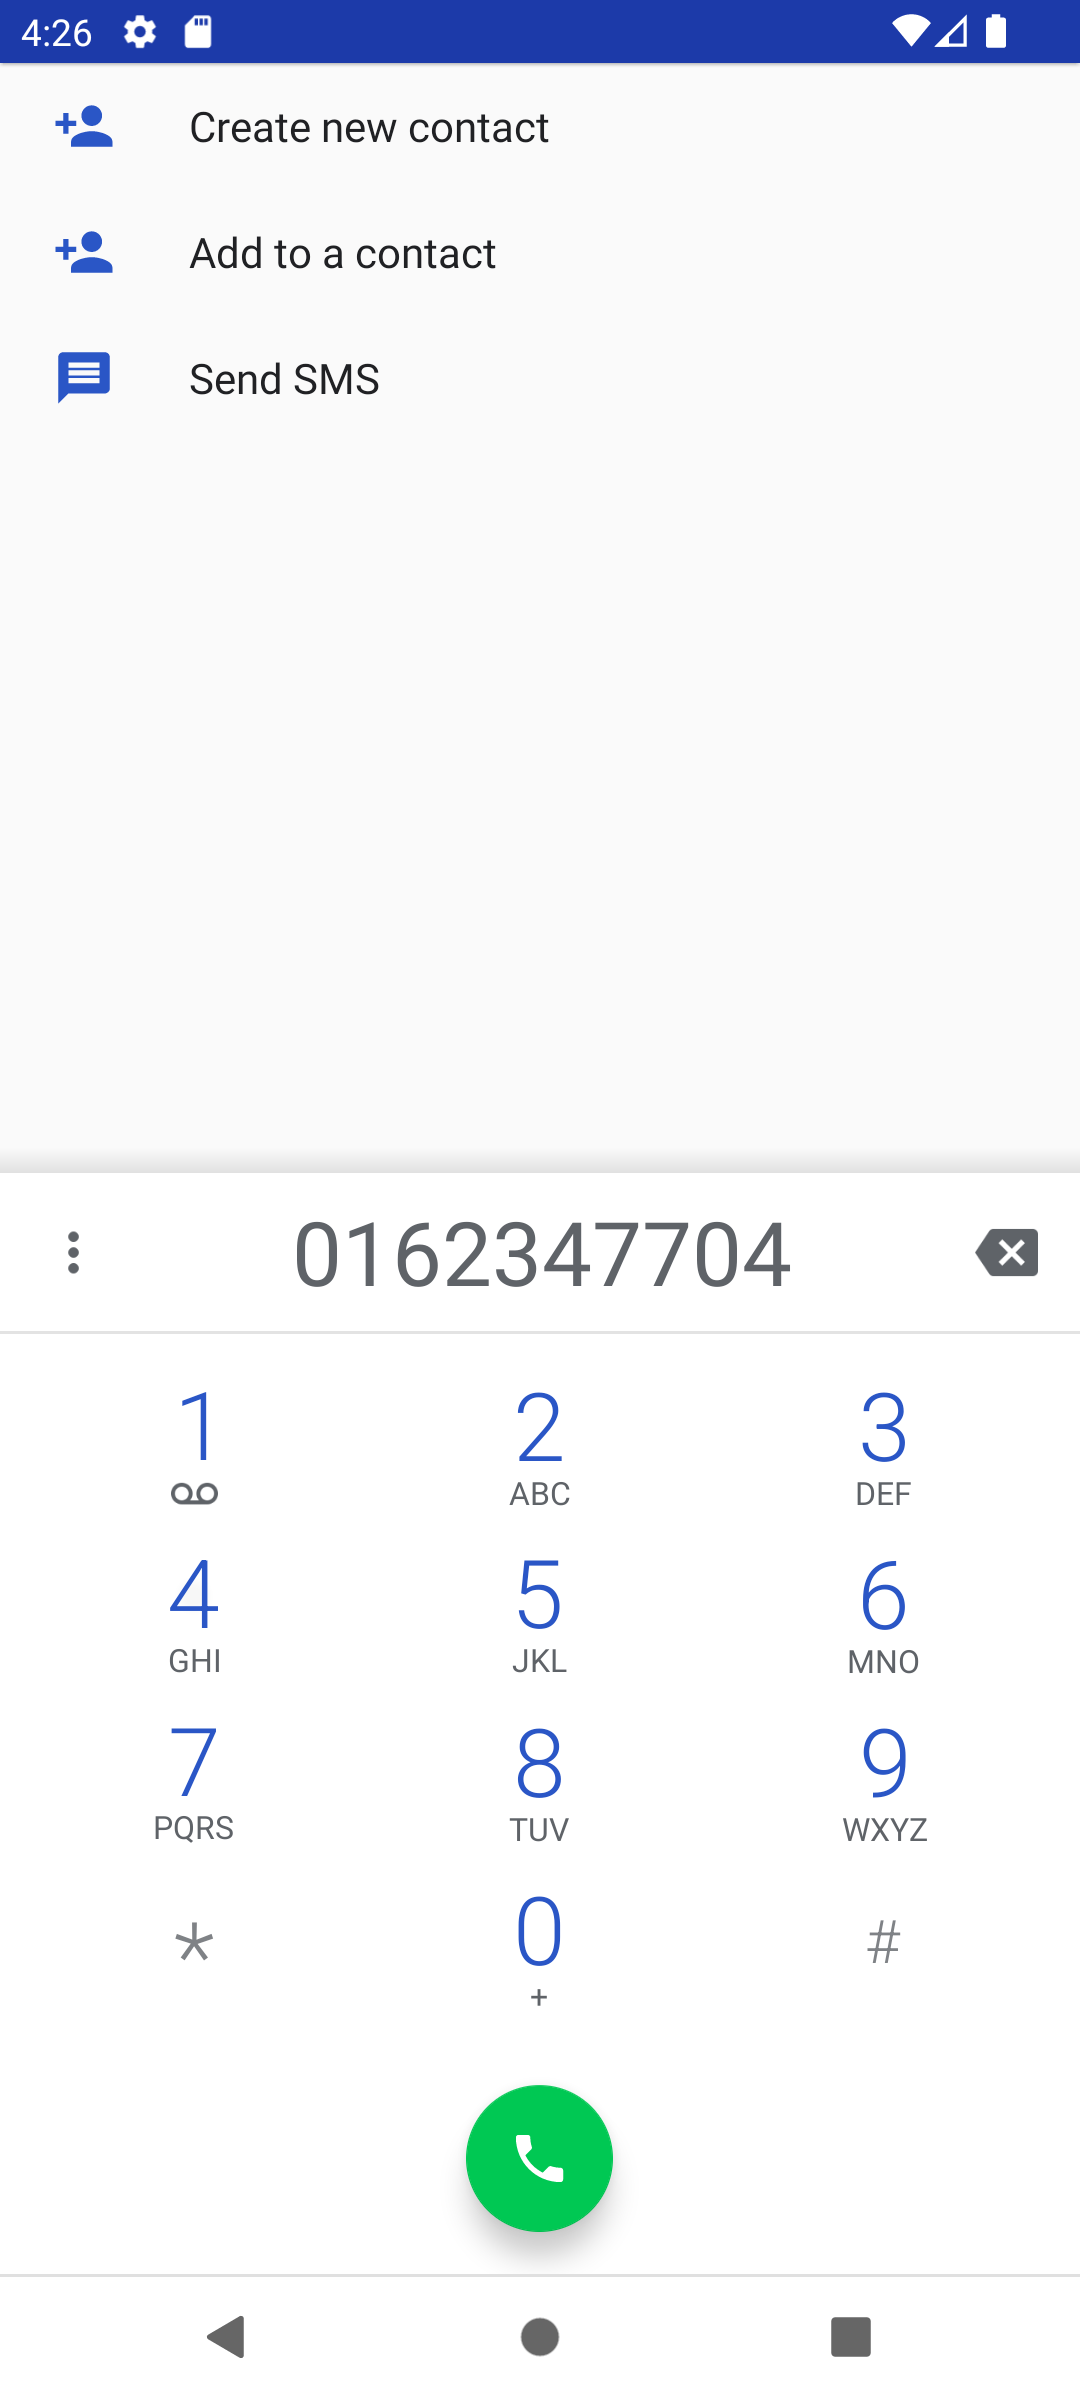 4:26
Create new contact
Add to a contact
Send SMS
0162347704
1 2 3
ABC DEF
4 5 6
GHI JKL MNO
7 8 9
PQRS TUV WXYZ
* 0 #
+